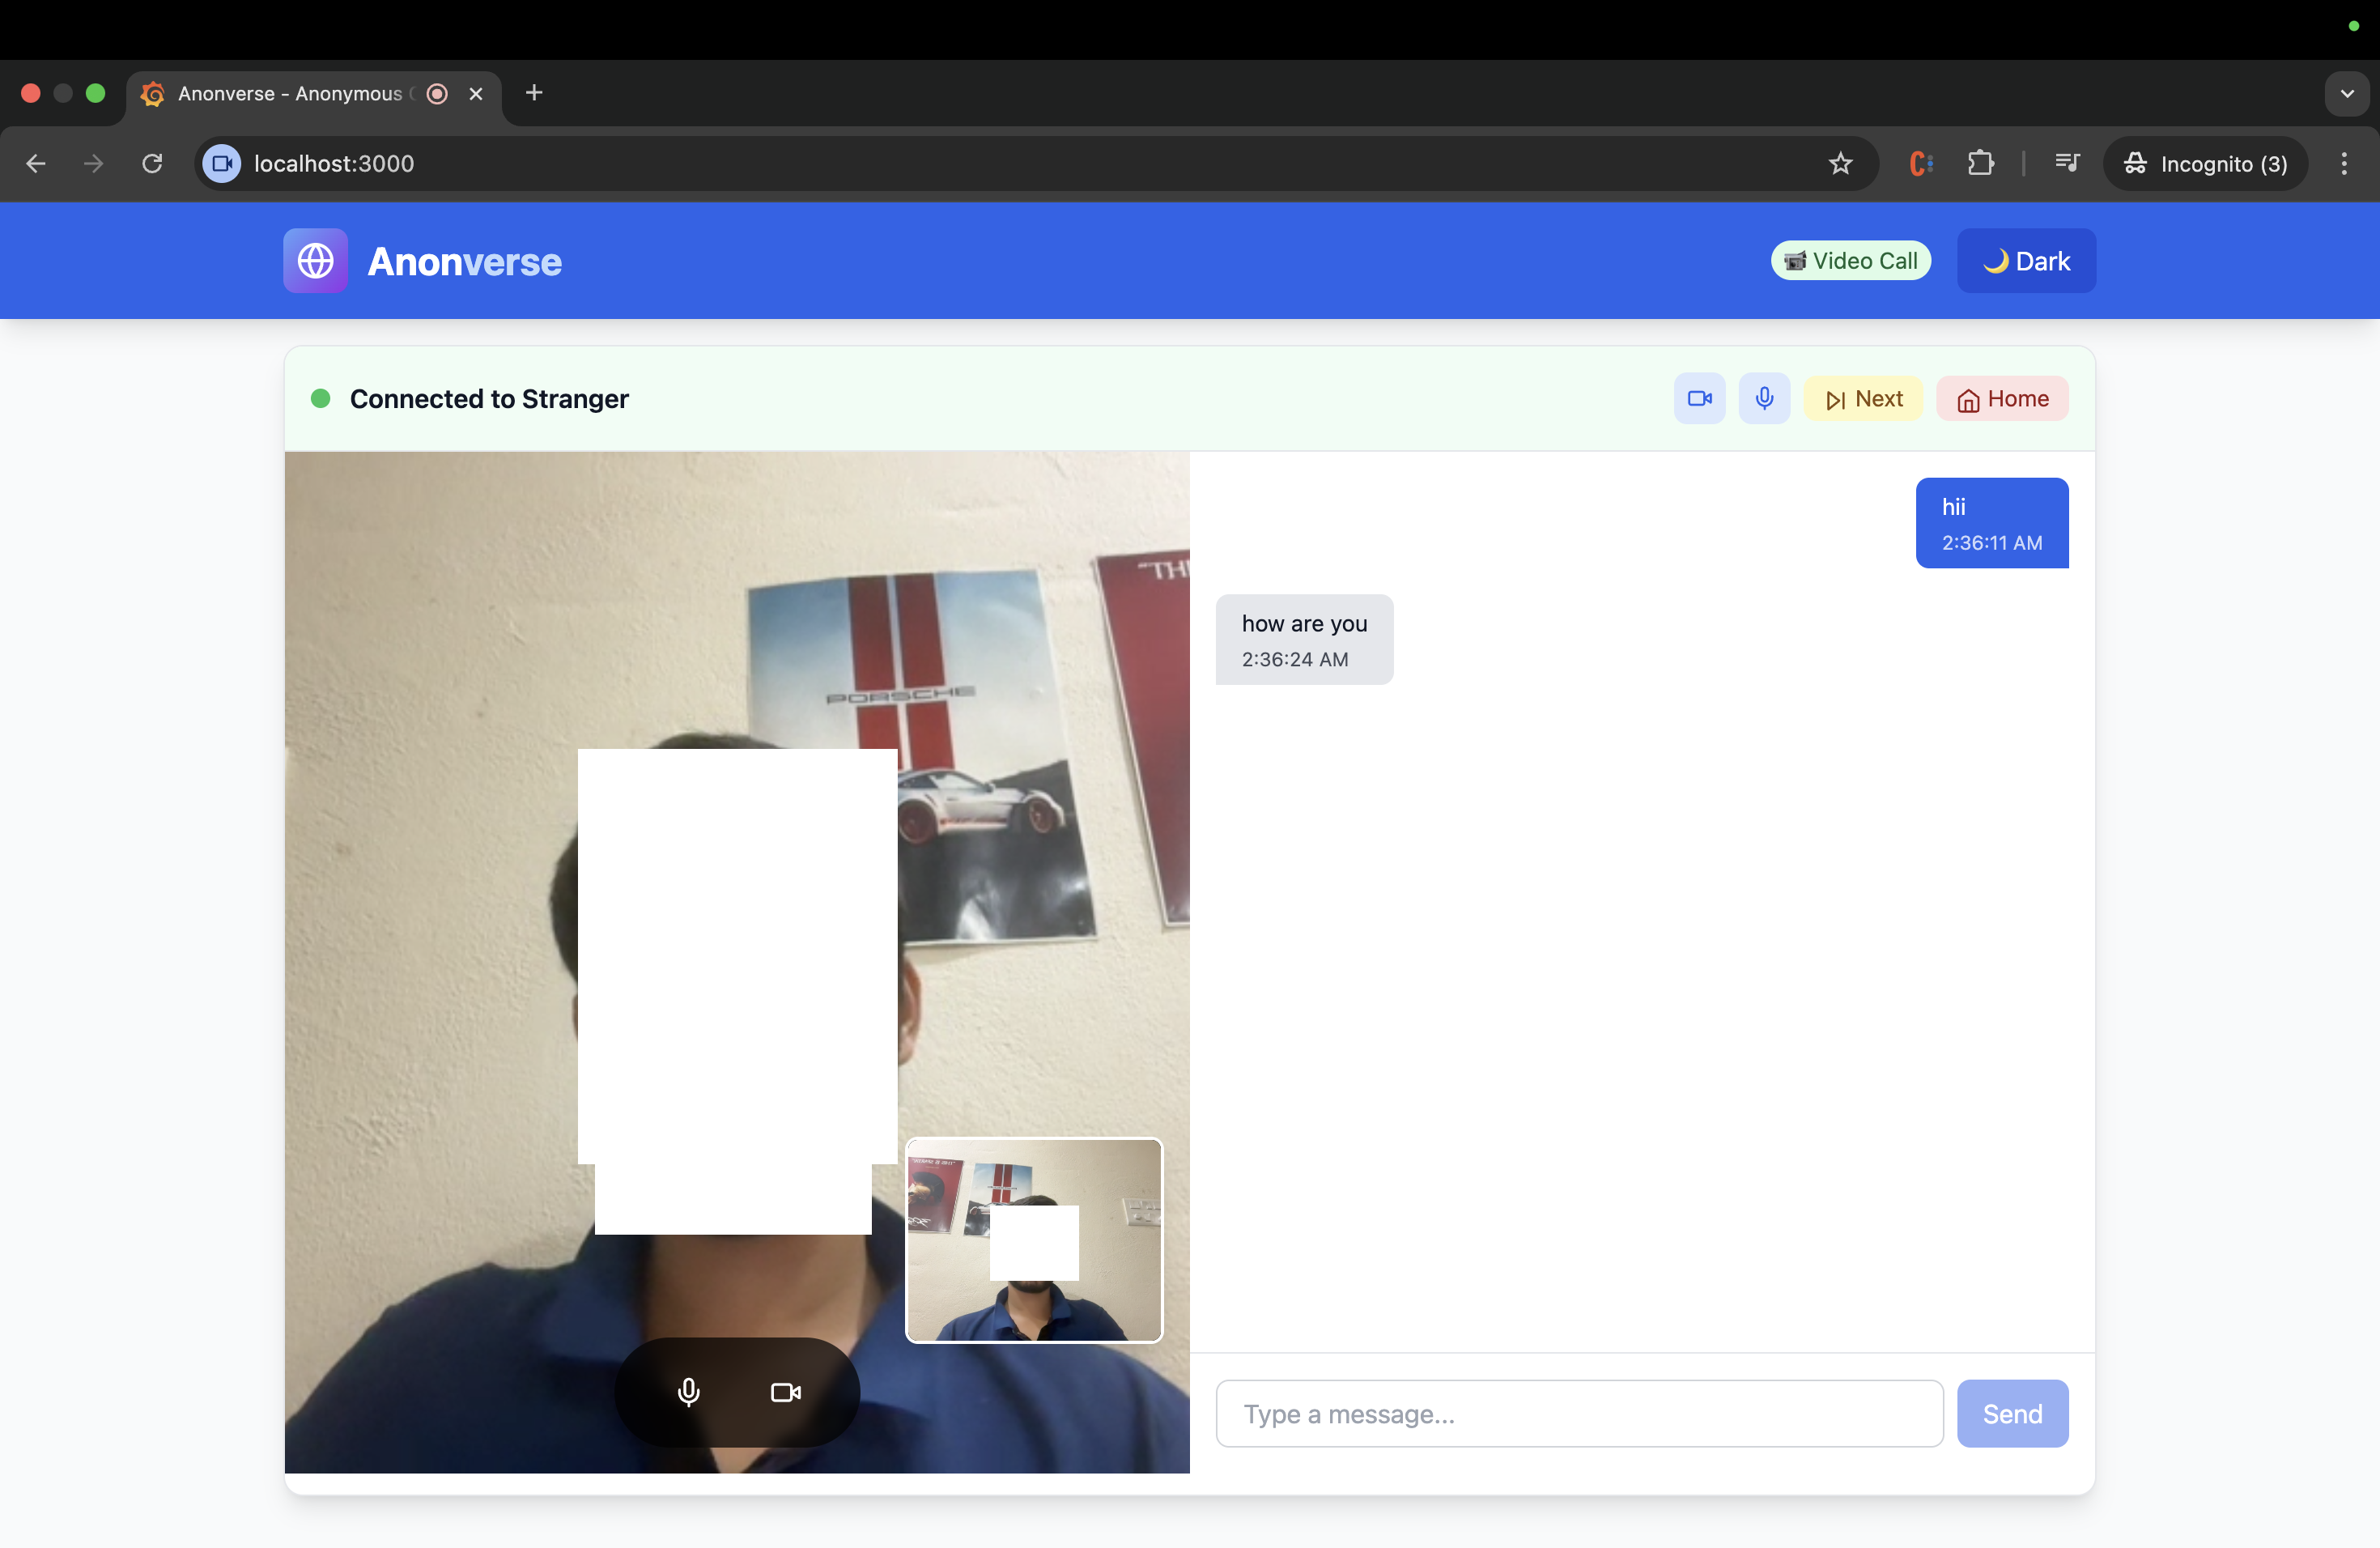 Anonverse - Anonymous
localhost:3000
Incognito (3)
Anonverse
Video Call
Dark
Connected to Stranger
Next
Home
"TH
PORSCHE
hii
2:36:11 AM
how are you
2:36:24 AM
Type a message...
Send